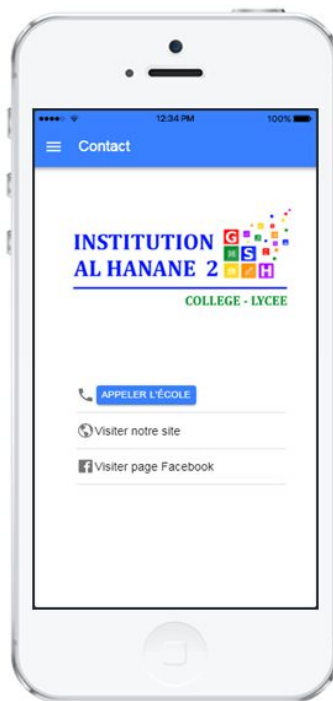 12:34 PM
100%
Contact
INSTITUTION
AL HANANE 2
G
S
H
COLLEGE - LYCEE
APPELER L'ÉCOLE
Visiter notre site
Visiter page Facebook